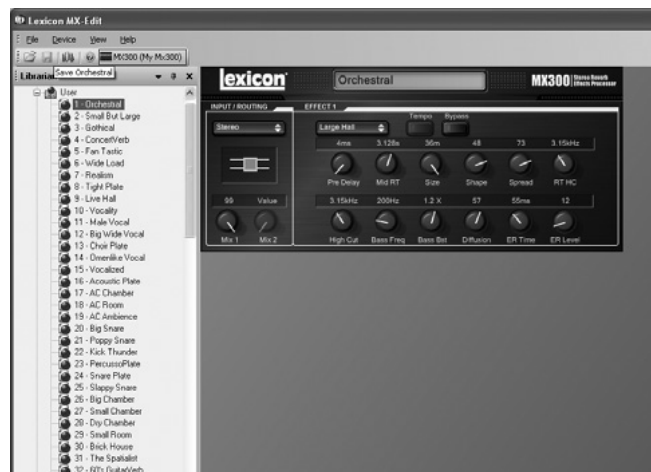 Lexicon MX-Edit
File Device View Help
MX300 (My Mx300)
Librarian
Save Orchestral
User
1 - Orchestral
2 - Small But Large
3 - Gothical
4 - ConcertVerb
5 - Fan Tastic
6 - Wide Load
7 - Realism
8 - Tight Plate
9 - Live Hall
10 - Vocality
11 - Male Vocal
12 - Big Wide Vocal
13 - Choir Plate
14 - Omenlike Vocal
15 - Vocalized
16 - Acoustic Plate
17 - AC Chamber
18 - AC Room
19 - AC Ambience
20 - Big Snare
21 - Poppy Snare
22 - Kick Thunder
23 - PercussoPlate
24 - Snare Plate
25 - Slappy Snare
26 - Big Chamber
27 - Small Chamber
28 - Dry Chamber
29 - Small Room
30 - Brick House
31 - The Spatialist
32 - 60's GuitarVerb
lexicon
Orchestral
MX300 Stereo Reverb Effects Processor
INPUT / ROUTING
EFFECT 1
Tempo Bypass
Stereo
Large Hall
4ms 3.128s 36m 48 73 3.15kHz
Pre Delay Mid RT Size Shape Spread RT HC
99 Value
3.15kHz 200Hz 1.2 X 57 55ms 12
Mix 1 Mix 2
High Cut Bass Freq Bass Bst Diffusion ER Time ER Level